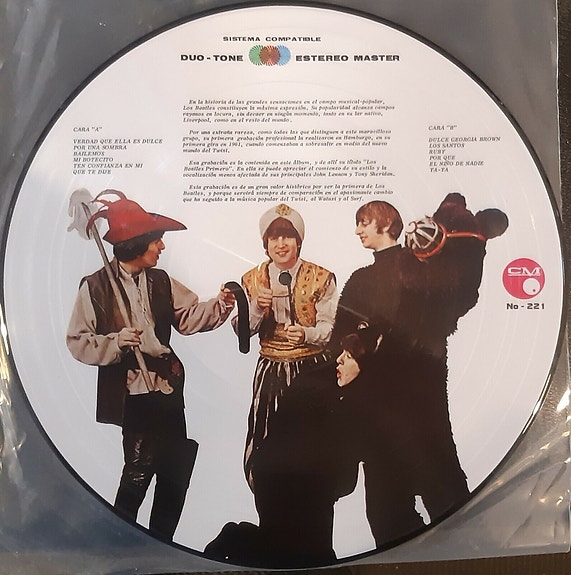 SISTEMA COMPATIBLE
DUO - TONE ESTEREO MASTER
En la historia de las grandes sensaciones en el campo musical-popular,
Los Beatles constituyen la máxima expresión. Su popularidad alcanza campos
rayanos en locura, sin decaer en ningún momento, tanto en su lar nativo,
Liverpool, como en el resto del mundo.
Por una extraña rareza, como todas las que distinguen a este maravilloso
grupo, su primera grabación profesional la realizaron en Hamburgo, en su
primera gira en 1961, cuando comenzaban a sobresalir en medio del nuevo
mundo del Twist.
Esa grabación es la contenida en este Album, y de allí su título "Los
Beatles Primero". En ella se puede apreciar el comienzo de su estilo y la
vocalización menos afectada de sus principales John Lennon y Tony Sheridan.
Esta grabación es de un gran valor histórico por ser la primera de Los
Beatles, y porque servirá siempre de comparación en el apasionante cambio
que ha seguido a la música popular del Twist, al Watusi y al Surf.
CARA "A"
VERDAD QUE ELLA ES DULCE
POR UNA SOMBRA
BAILEMOS
MI BOTECITO
TEN CONFIANZA EN MI
QUE TE DIJE
CARA "B"
DULCE GEORGIA BROWN
LOS SANTOS
RUBY
POR QUE
EL NIÑO DE NADIE
YA-YA
CM
No - 221